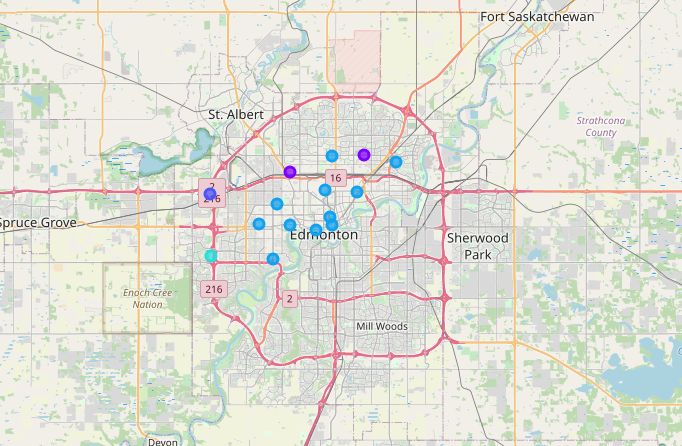 Fort Saskatchewan
St. Albert
Strathcona
County
16
2
216
Spruce Grove
Edmonton
Sherwood
Park
Enoch Cree
Nation
216
2
Mill Woods
Devon